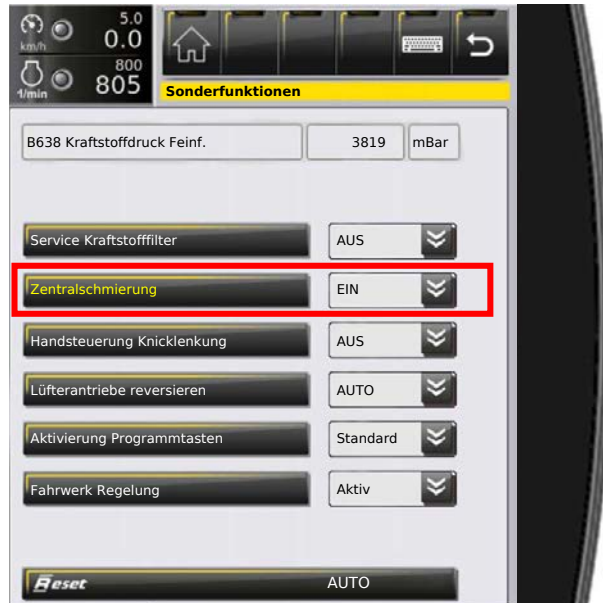 5.0
km/h 0.0
800
1/min 805
Sonderfunktionen
B638 Kraftstoffdruck Feinf. 3819 mBar
Service Kraftstofffilter AUS
Zentralschmierung EIN
Handsteuerung Knicklenkung AUS
Lüfterantriebe reversieren AUTO
Aktivierung Programmtasten Standard
Fahrwerk Regelung Aktiv
Reset AUTO